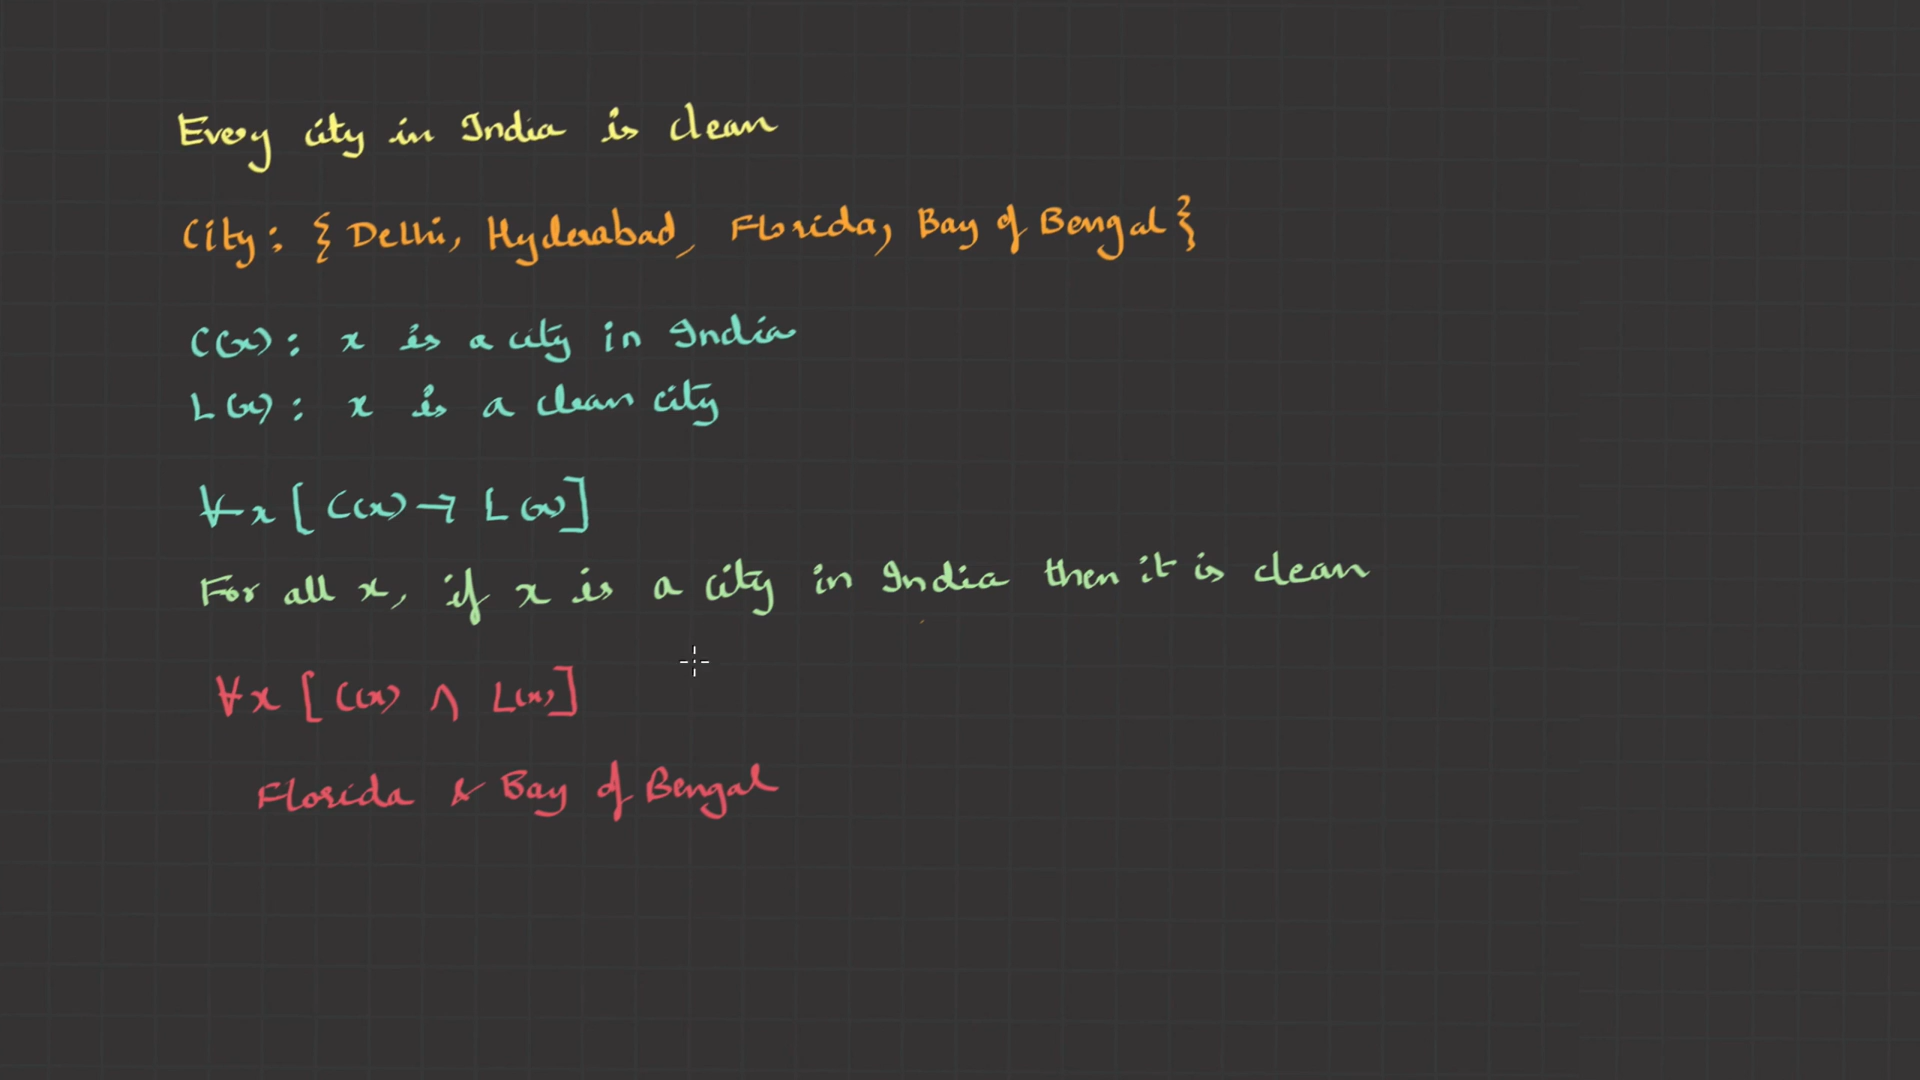 Every city in India is clean
City: { Delhi, Hyderabad, Florida, Bay of Bengal }
C(x): x is a city in India
L(x): x is a clean city
∀x [ C(x) → L(x) ]
For all x, if x is a city in India then it is clean
∀x [ C(x) ∧ L(x) ]
Florida & Bay of Bengal